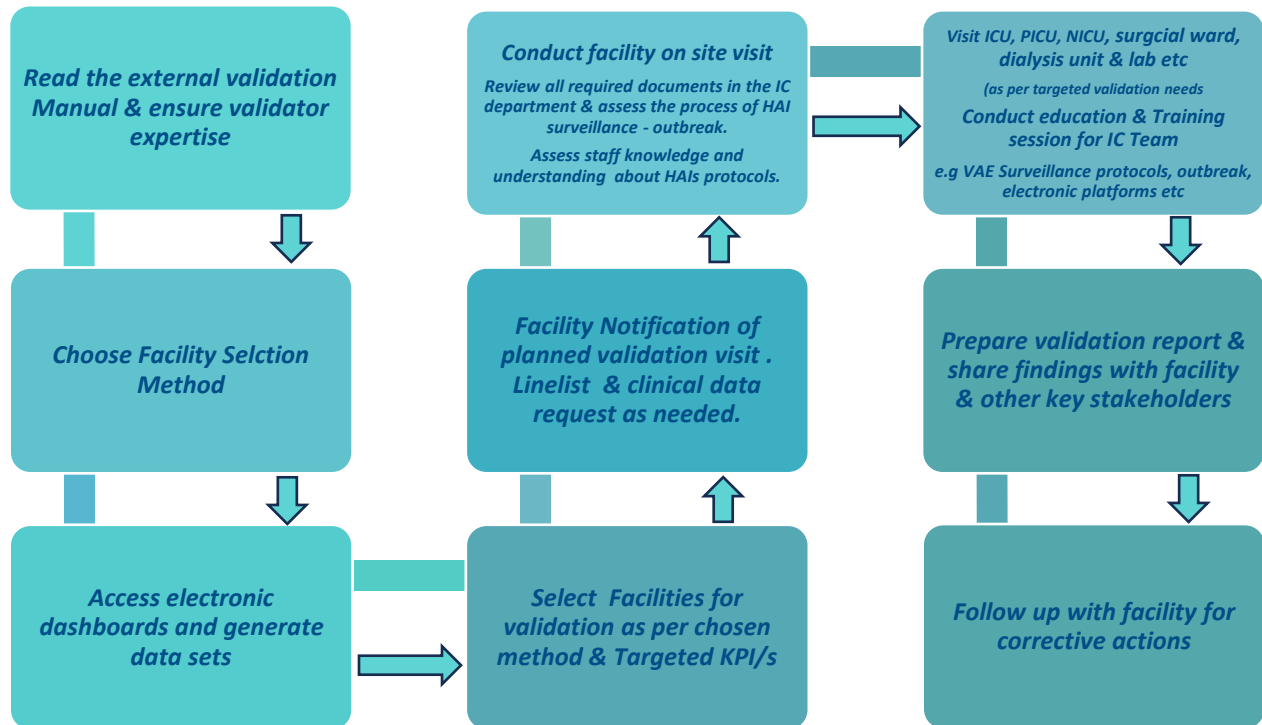 Read the external validation
Manual & ensure validator
expertise
Choose Facility Selction
Method
Access electronic
dashboards and generate
data sets
Select  Facilities for
validation as per chosen
method & Targeted KPI/s
Facility Notification of
planned validation visit .
Linelist  & clinical data
request as needed.
Conduct facility on site visit
Review all required documents in the IC
department & assess the process of HAI
surveillance - outbreak.
Assess staff knowledge and
understanding  about HAIs protocols.
Visit ICU, PICU, NICU, surgcial ward,
dialysis unit & lab etc
(as per targeted validation needs
Conduct education & Training
session for IC Team
e.g VAE Surveillance protocols, outbreak,
electronic platforms etc
Prepare validation report &
share findings with facility
& other key stakeholders
Follow up with facility for
corrective actions